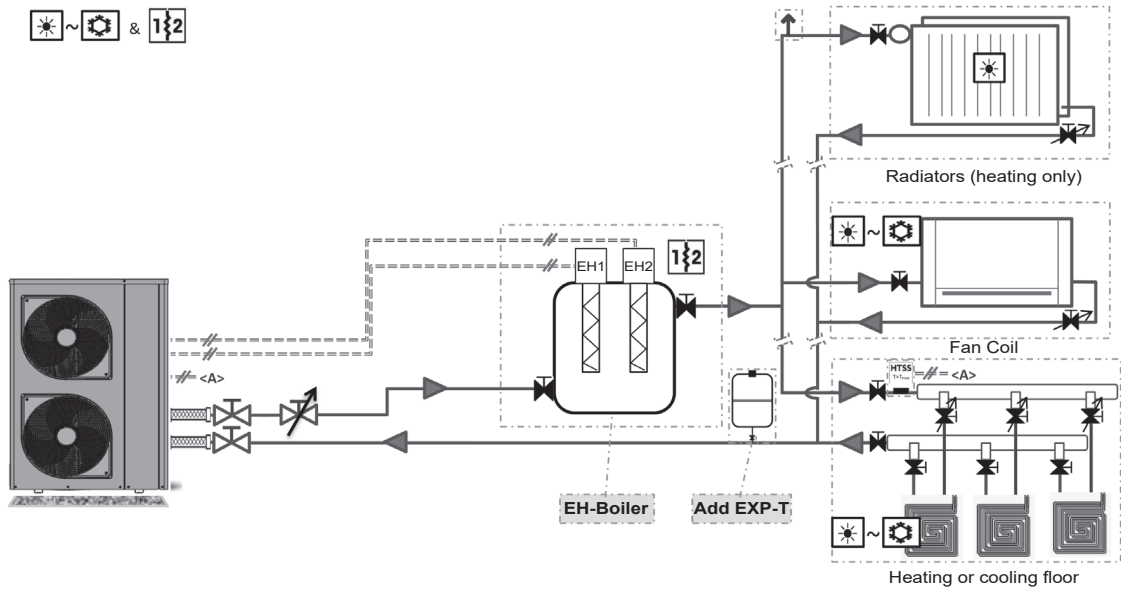 ~ & 1 2
Radiators (heating only)
~
Fan Coil
EH1 EH2 1 2
<A>
HTSS <A>
EH-Boiler
Add EXP-T
~
Heating or cooling floor